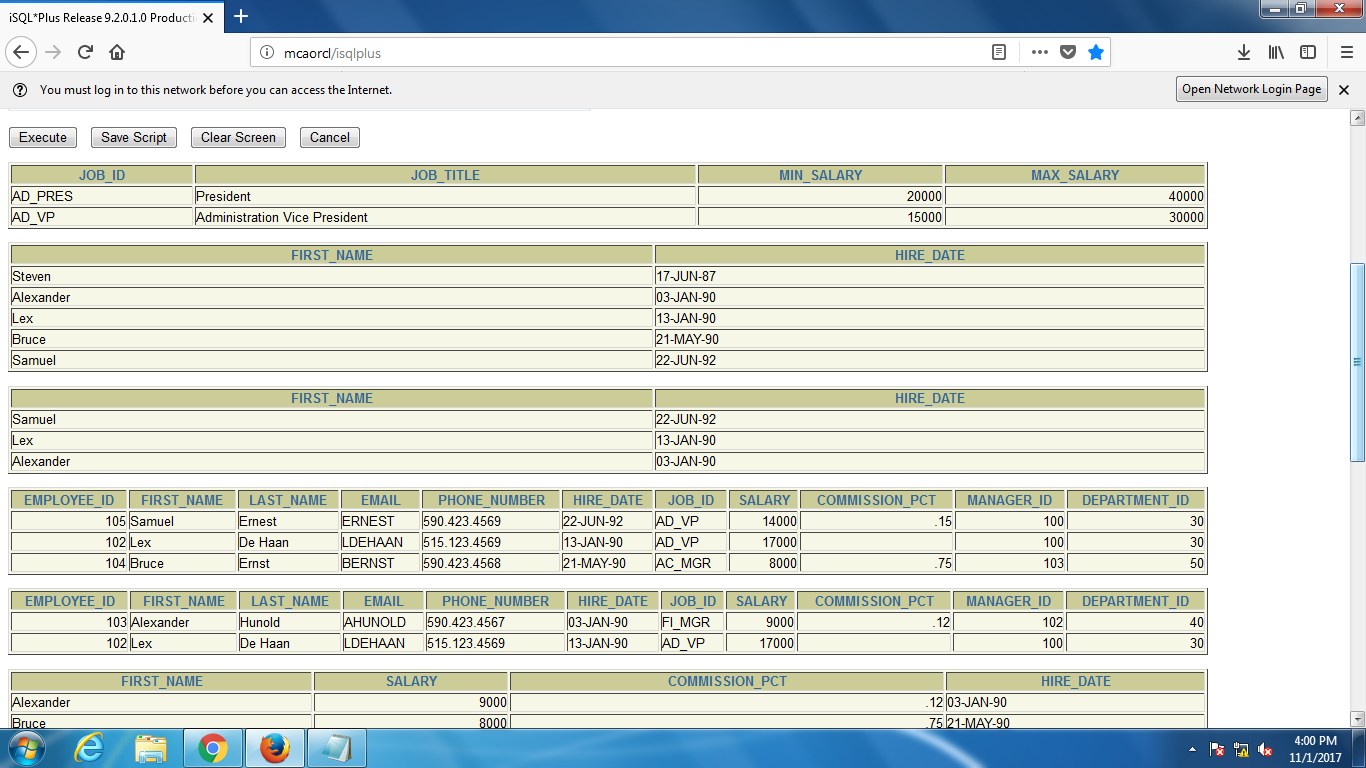 iSQL*Plus Release 9.2.0.1.0 Producti
mcaorcl/isqlplus
You must log in to this network before you can access the Internet.
Open Network Login Page
Execute Save Script Clear Screen Cancel
JOB_ID JOB_TITLE MIN_SALARY MAX_SALARY
AD_PRES President 20000 40000
AD_VP Administration Vice President 15000 30000
FIRST_NAME HIRE_DATE
Steven 17-JUN-87
Alexander 03-JAN-90
Lex 13-JAN-90
Bruce 21-MAY-90
Samuel 22-JUN-92
FIRST_NAME HIRE_DATE
Samuel 22-JUN-92
Lex 13-JAN-90
Alexander 03-JAN-90
EMPLOYEE_ID FIRST_NAME LAST_NAME EMAIL PHONE_NUMBER HIRE_DATE JOB_ID SALARY COMMISSION_PCT MANAGER_ID DEPARTMENT_ID
105 Samuel Ernest ERNEST 590.423.4569 22-JUN-92 AD_VP 14000 .15 100 30
102 Lex De Haan LDEHAAN 515.123.4569 13-JAN-90 AD_VP 17000 100 30
104 Bruce Ernst BERNST 590.423.4568 21-MAY-90 AC_MGR 8000 .75 103 50
EMPLOYEE_ID FIRST_NAME LAST_NAME EMAIL PHONE_NUMBER HIRE_DATE JOB_ID SALARY COMMISSION_PCT MANAGER_ID DEPARTMENT_ID
103 Alexander Hunold AHUNOLD 590.423.4567 03-JAN-90 FI_MGR 9000 .12 102 40
102 Lex De Haan LDEHAAN 515.123.4569 13-JAN-90 AD_VP 17000 100 30
FIRST_NAME SALARY COMMISSION_PCT HIRE_DATE
Alexander 9000 .12 03-JAN-90
Bruce 8000 .75 21-MAY-90
4:00 PM
11/1/2017